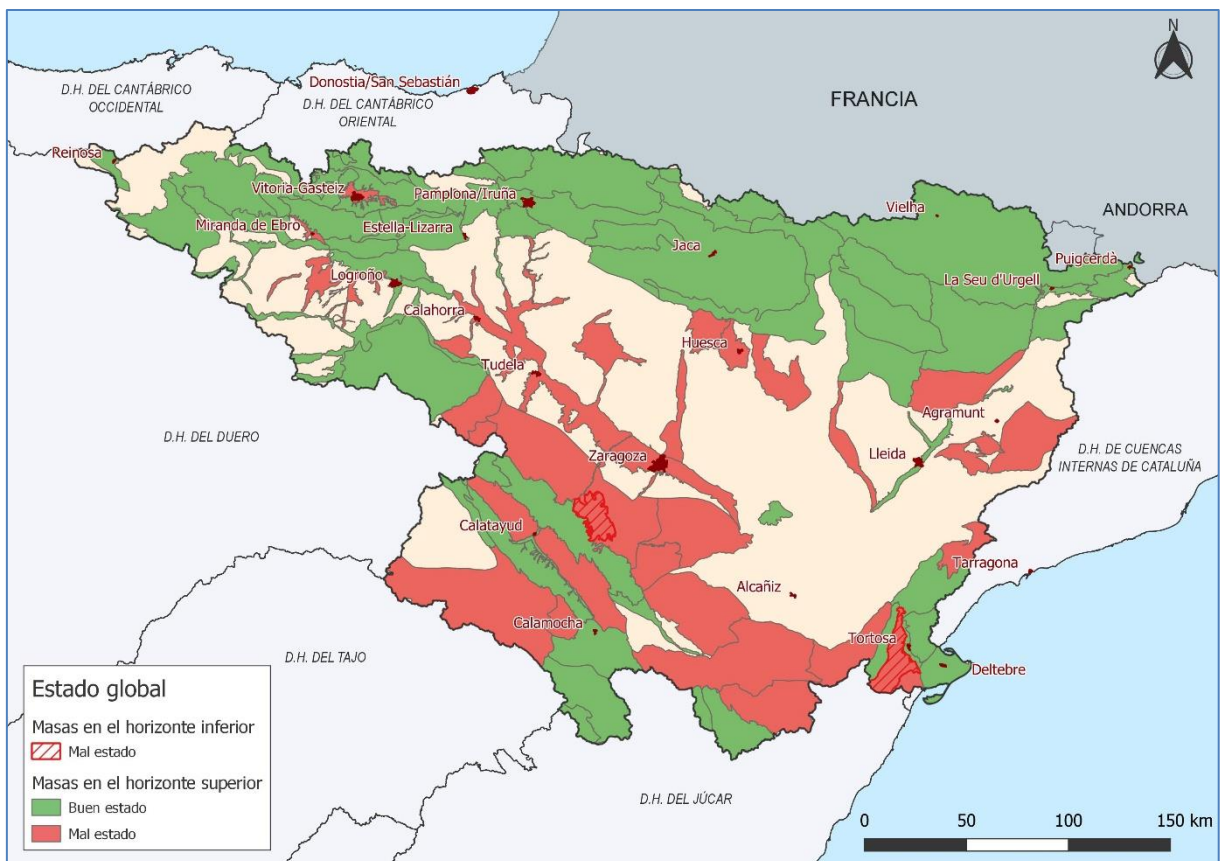 N
Donostia/San Sebastián
D.H. DEL CANTÁBRICO
OCCIDENTAL
D.H. DEL CANTÁBRICO
ORIENTAL
FRANCIA
Reinosa
Vitoria-Gasteiz
Pamplona/Iruña
Vielha
ANDORRA
Miranda de Ebro
Estella-Lizarra
Jaca
Puigcerdà
La Seu d'Urgell
Logroño
Calahorra
Huesca
Tudela
Agramunt
D.H. DEL DUERO
Zaragoza
Lleida
D.H. DE CUENCAS
INTERNAS DE CATALUÑA
Calatayud
Tarragona
Alcañiz
Calamocha
Tortosa
D.H. DEL TAJO
Deltebre
Estado global
Masas en el horizonte inferior
Mal estado
Masas en el horizonte superior
Buen estado
Mal estado
D.H. DEL JÚCAR
0 50 100 150 km